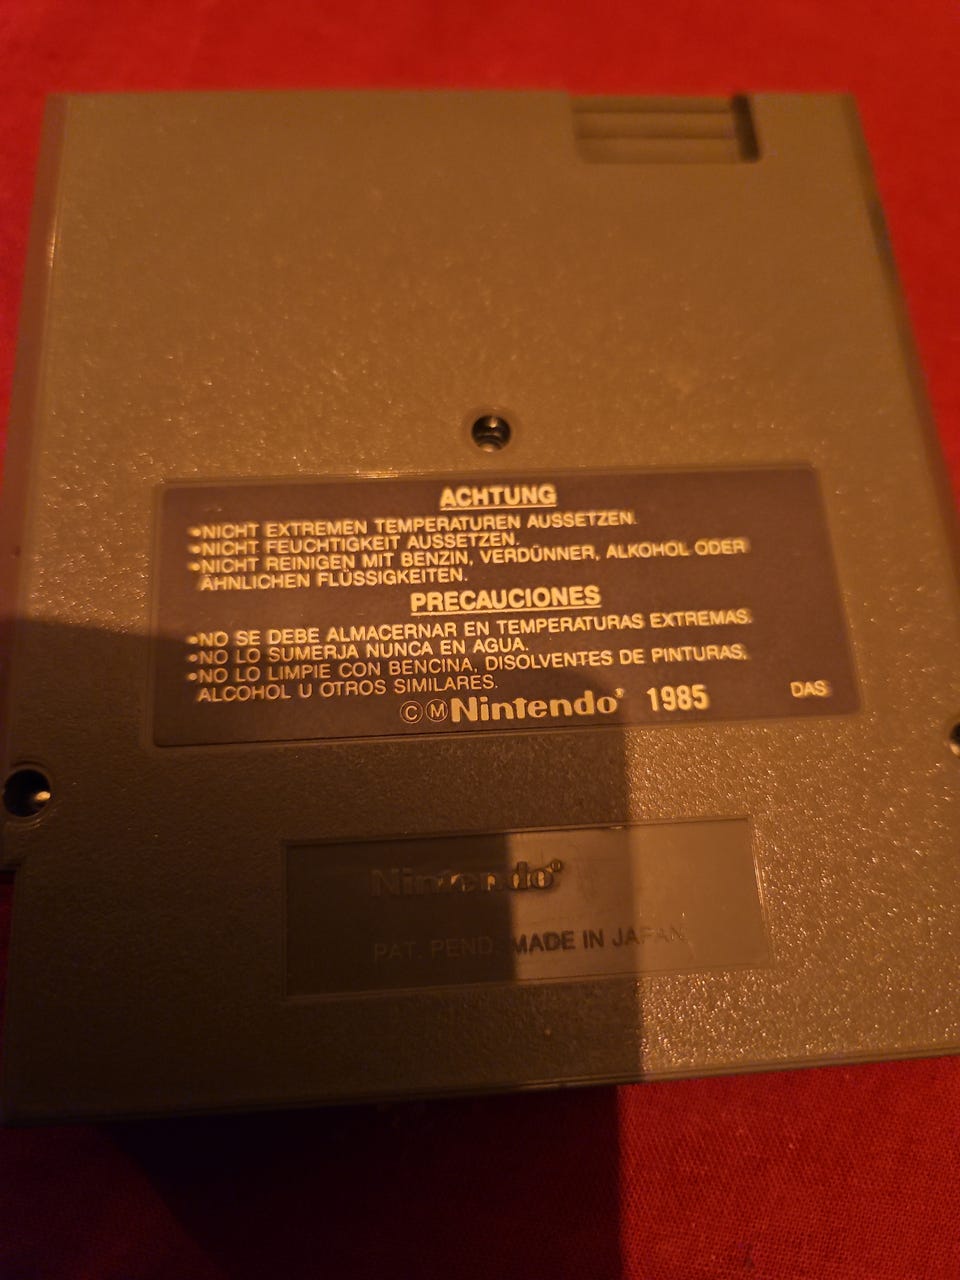 ACHTUNG
•NICHT EXTREMEN TEMPERATUREN AUSSETZEN.
•NICHT FEUCHTIGKEIT AUSSETZEN.
•NICHT REINIGEN MIT BENZIN, VERDÜNNER, ALKOHOL ODER
ÄHNLICHEN FLÜSSIGKEITEN.
PRECAUCIONES
•NO SE DEBE ALMACERNAR EN TEMPERATURAS EXTREMAS.
•NO LO SUMERJA NUNCA EN AGUA.
•NO LO LIMPIE CON BENCINA, DISOLVENTES DE PINTURAS,
ALCOHOL U OTROS SIMILARES.
ⒸⓂNintendo® 1985 DAS
Nintendo®
PAT. PEND. MADE IN JAPAN